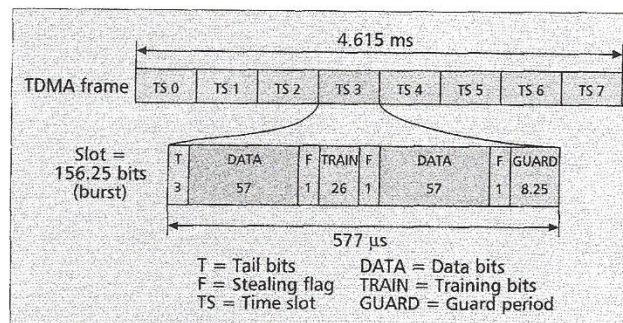 4.615 ms
TDMA frame
TS 0 TS 1 TS 2 TS 3 TS 4 TS 5 TS 6 TS 7
Slot =
156.25 bits
(burst)
T DATA F TRAIN F DATA F GUARD
3 57 1 26 1 57 1 8.25
577 µs
T = Tail bits DATA = Data bits
F = Stealing flag TRAIN = Training bits
TS = Time slot GUARD = Guard period